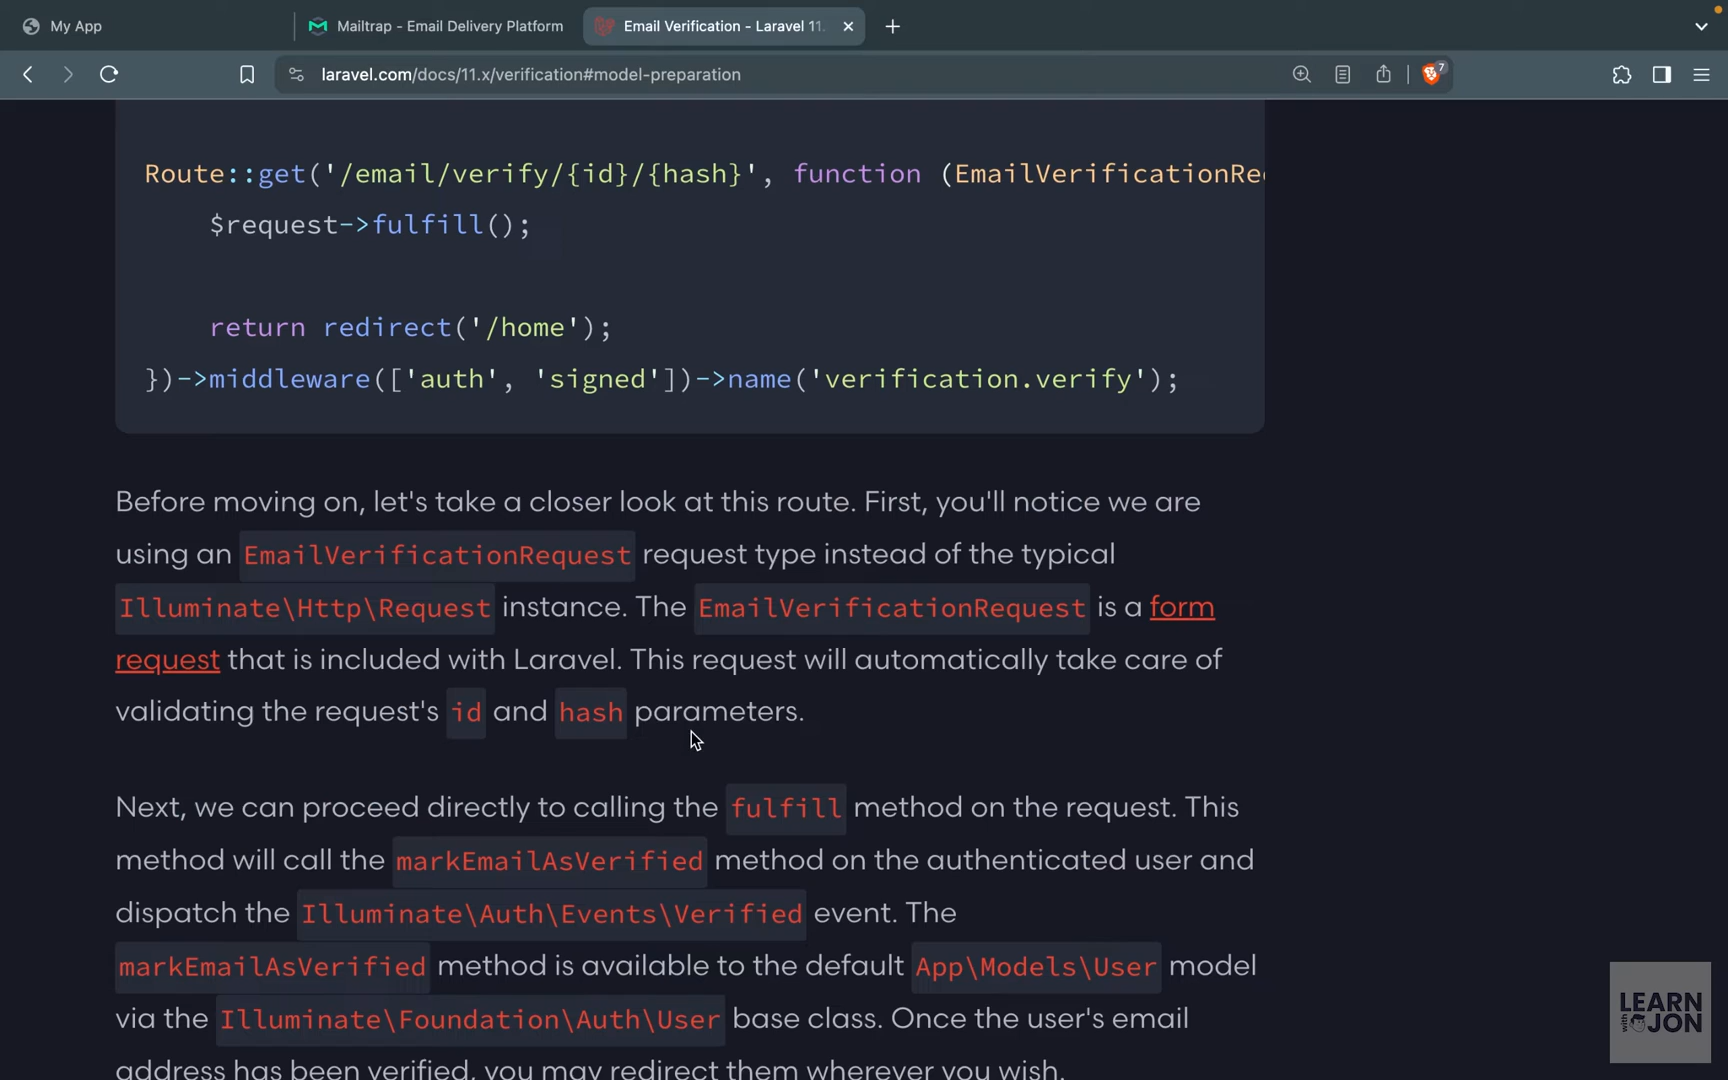 My App
Mailtrap - Email Delivery Platform
Email Verification - Laravel 11.
laravel.com/docs/11.x/verification#model-preparation
7
Route::get('/email/verify/{id}/{hash}', function (EmailVerificationRe
$request->fulfill();
return redirect('/home');
})->middleware(['auth', 'signed'])->name('verification.verify');
Before moving on, let's take a closer look at this route. First, you'll notice we are
using an EmailVerificationRequest request type instead of the typical
Illuminate\Http\Request instance. The EmailVerificationRequest is a form
request that is included with Laravel. This request will automatically take care of
validating the request's id and hash parameters.
Next, we can proceed directly to calling the fulfill method on the request. This
method will call the markEmailAsVerified method on the authenticated user and
dispatch the Illuminate\Auth\Events\Verified event. The
markEmailAsVerified method is available to the default App\Models\User model
via the Illuminate\Foundation\Auth\User base class. Once the user's email
address has been verified, you may redirect them wherever you wish.
LEARN
with JON